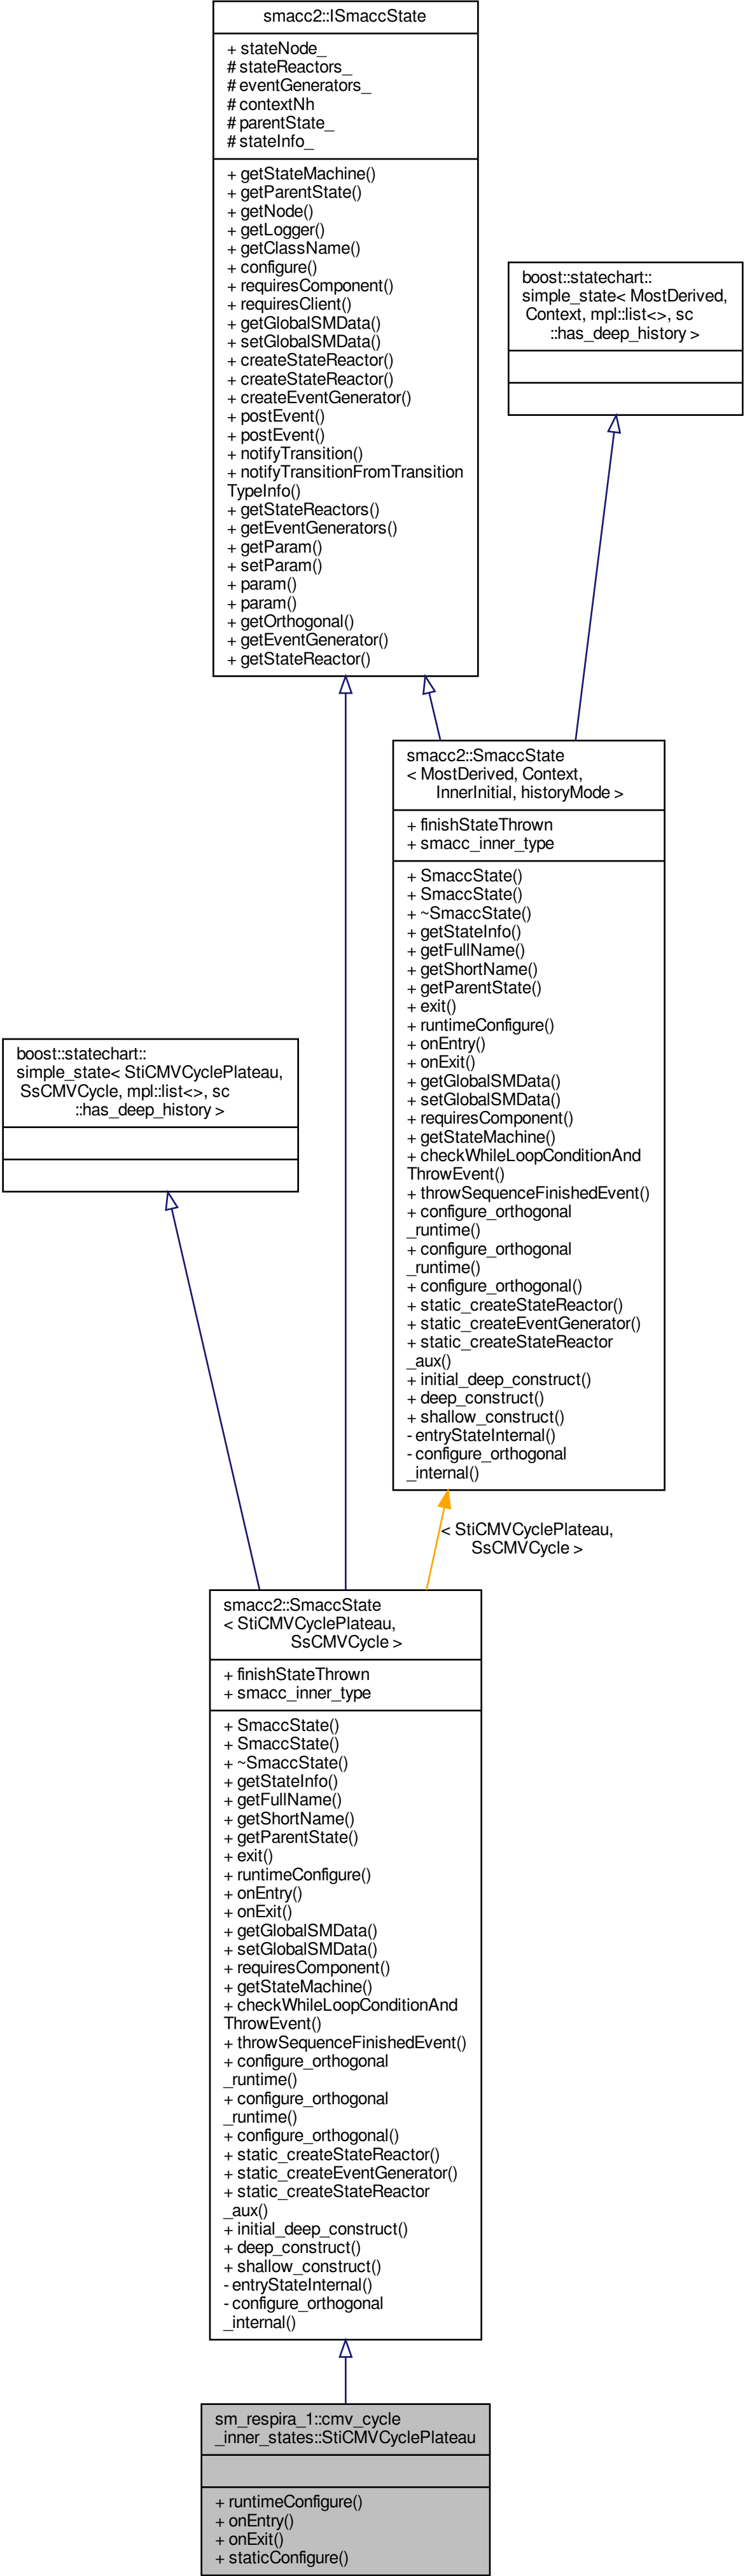 smacc2::ISmaccState
+ stateNode_
# stateReactors_
# eventGenerators_
# contextNh
# parentState_
# stateInfo_
+ getStateMachine()
+ getParentState()
+ getNode()
+ getLogger()
+ getClassName()
+ configure()
+ requiresComponent()
+ requiresClient()
+ getGlobalSMData()
+ setGlobalSMData()
+ createStateReactor()
+ createStateReactor()
+ createEventGenerator()
+ postEvent()
+ postEvent()
+ notifyTransition()
+ notifyTransitionFromTransition
TypeInfo()
+ getStateReactors()
+ getEventGenerators()
+ getParam()
+ setParam()
+ param()
+ param()
+ getOrthogonal()
+ getEventGenerator()
+ getStateReactor()
boost::statechart::
simple_state< MostDerived,
Context, mpl::list<>, sc
::has_deep_history >
smacc2::SmaccState
< MostDerived, Context,
InnerInitial, historyMode >
+ finishStateThrown
+ smacc_inner_type
+ SmaccState()
+ SmaccState()
+ ~SmaccState()
+ getStateInfo()
+ getFullName()
+ getShortName()
+ getParentState()
+ exit()
+ runtimeConfigure()
+ onEntry()
+ onExit()
+ getGlobalSMData()
+ setGlobalSMData()
+ requiresComponent()
+ getStateMachine()
+ checkWhileLoopConditionAnd
ThrowEvent()
+ throwSequenceFinishedEvent()
+ configure_orthogonal
_runtime()
+ configure_orthogonal
_runtime()
+ configure_orthogonal()
+ static_createStateReactor()
+ static_createEventGenerator()
+ static_createStateReactor
_aux()
+ initial_deep_construct()
+ deep_construct()
+ shallow_construct()
- entryStateInternal()
- configure_orthogonal
_internal()
boost::statechart::
simple_state< StiCMVCyclePlateau,
SsCMVCycle, mpl::list<>, sc
::has_deep_history >
< StiCMVCyclePlateau,
SsCMVCycle >
smacc2::SmaccState
< StiCMVCyclePlateau,
SsCMVCycle >
+ finishStateThrown
+ smacc_inner_type
+ SmaccState()
+ SmaccState()
+ ~SmaccState()
+ getStateInfo()
+ getFullName()
+ getShortName()
+ getParentState()
+ exit()
+ runtimeConfigure()
+ onEntry()
+ onExit()
+ getGlobalSMData()
+ setGlobalSMData()
+ requiresComponent()
+ getStateMachine()
+ checkWhileLoopConditionAnd
ThrowEvent()
+ throwSequenceFinishedEvent()
+ configure_orthogonal
_runtime()
+ configure_orthogonal
_runtime()
+ configure_orthogonal()
+ static_createStateReactor()
+ static_createEventGenerator()
+ static_createStateReactor
_aux()
+ initial_deep_construct()
+ deep_construct()
+ shallow_construct()
- entryStateInternal()
- configure_orthogonal
_internal()
sm_respira_1::cmv_cycle
_inner_states::StiCMVCyclePlateau
+ runtimeConfigure()
+ onEntry()
+ onExit()
+ staticConfigure()